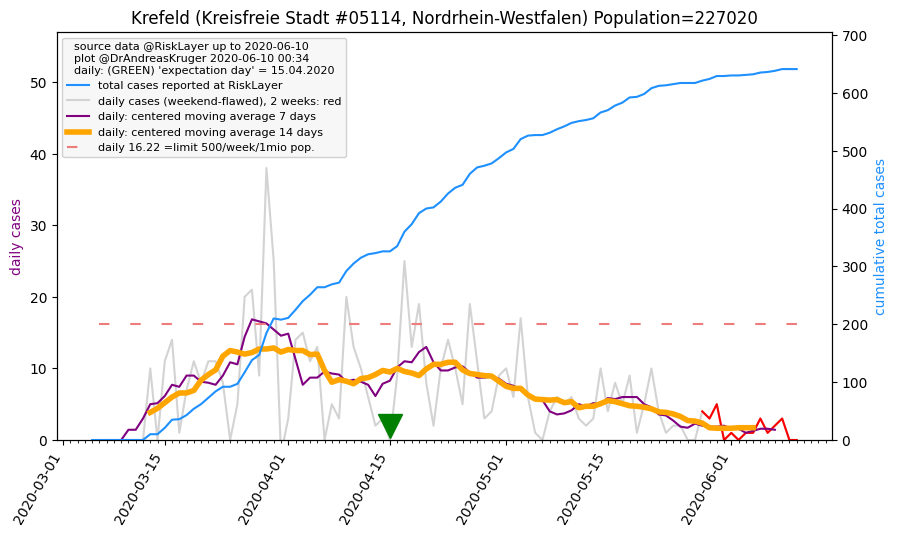 Krefeld (Kreisfreie Stadt #05114, Nordrhein-Westfalen) Population=227020
source data @RiskLayer up to 2020-06-10
plot @DrAndreasKruger 2020-06-10 00:34
daily: (GREEN) 'expectation day' = 15.04.2020
total cases reported at RiskLayer
daily cases (weekend-flawed), 2 weeks: red
daily: centered moving average 7 days
daily: centered moving average 14 days
daily 16.22 =limit 500/week/1mio pop.
daily cases
50
40
30
20
10
0
cumulative total cases
700
600
500
400
300
200
100
0
2020-03-01
2020-03-15
2020-04-01
2020-04-15
2020-05-01
2020-05-15
2020-06-01